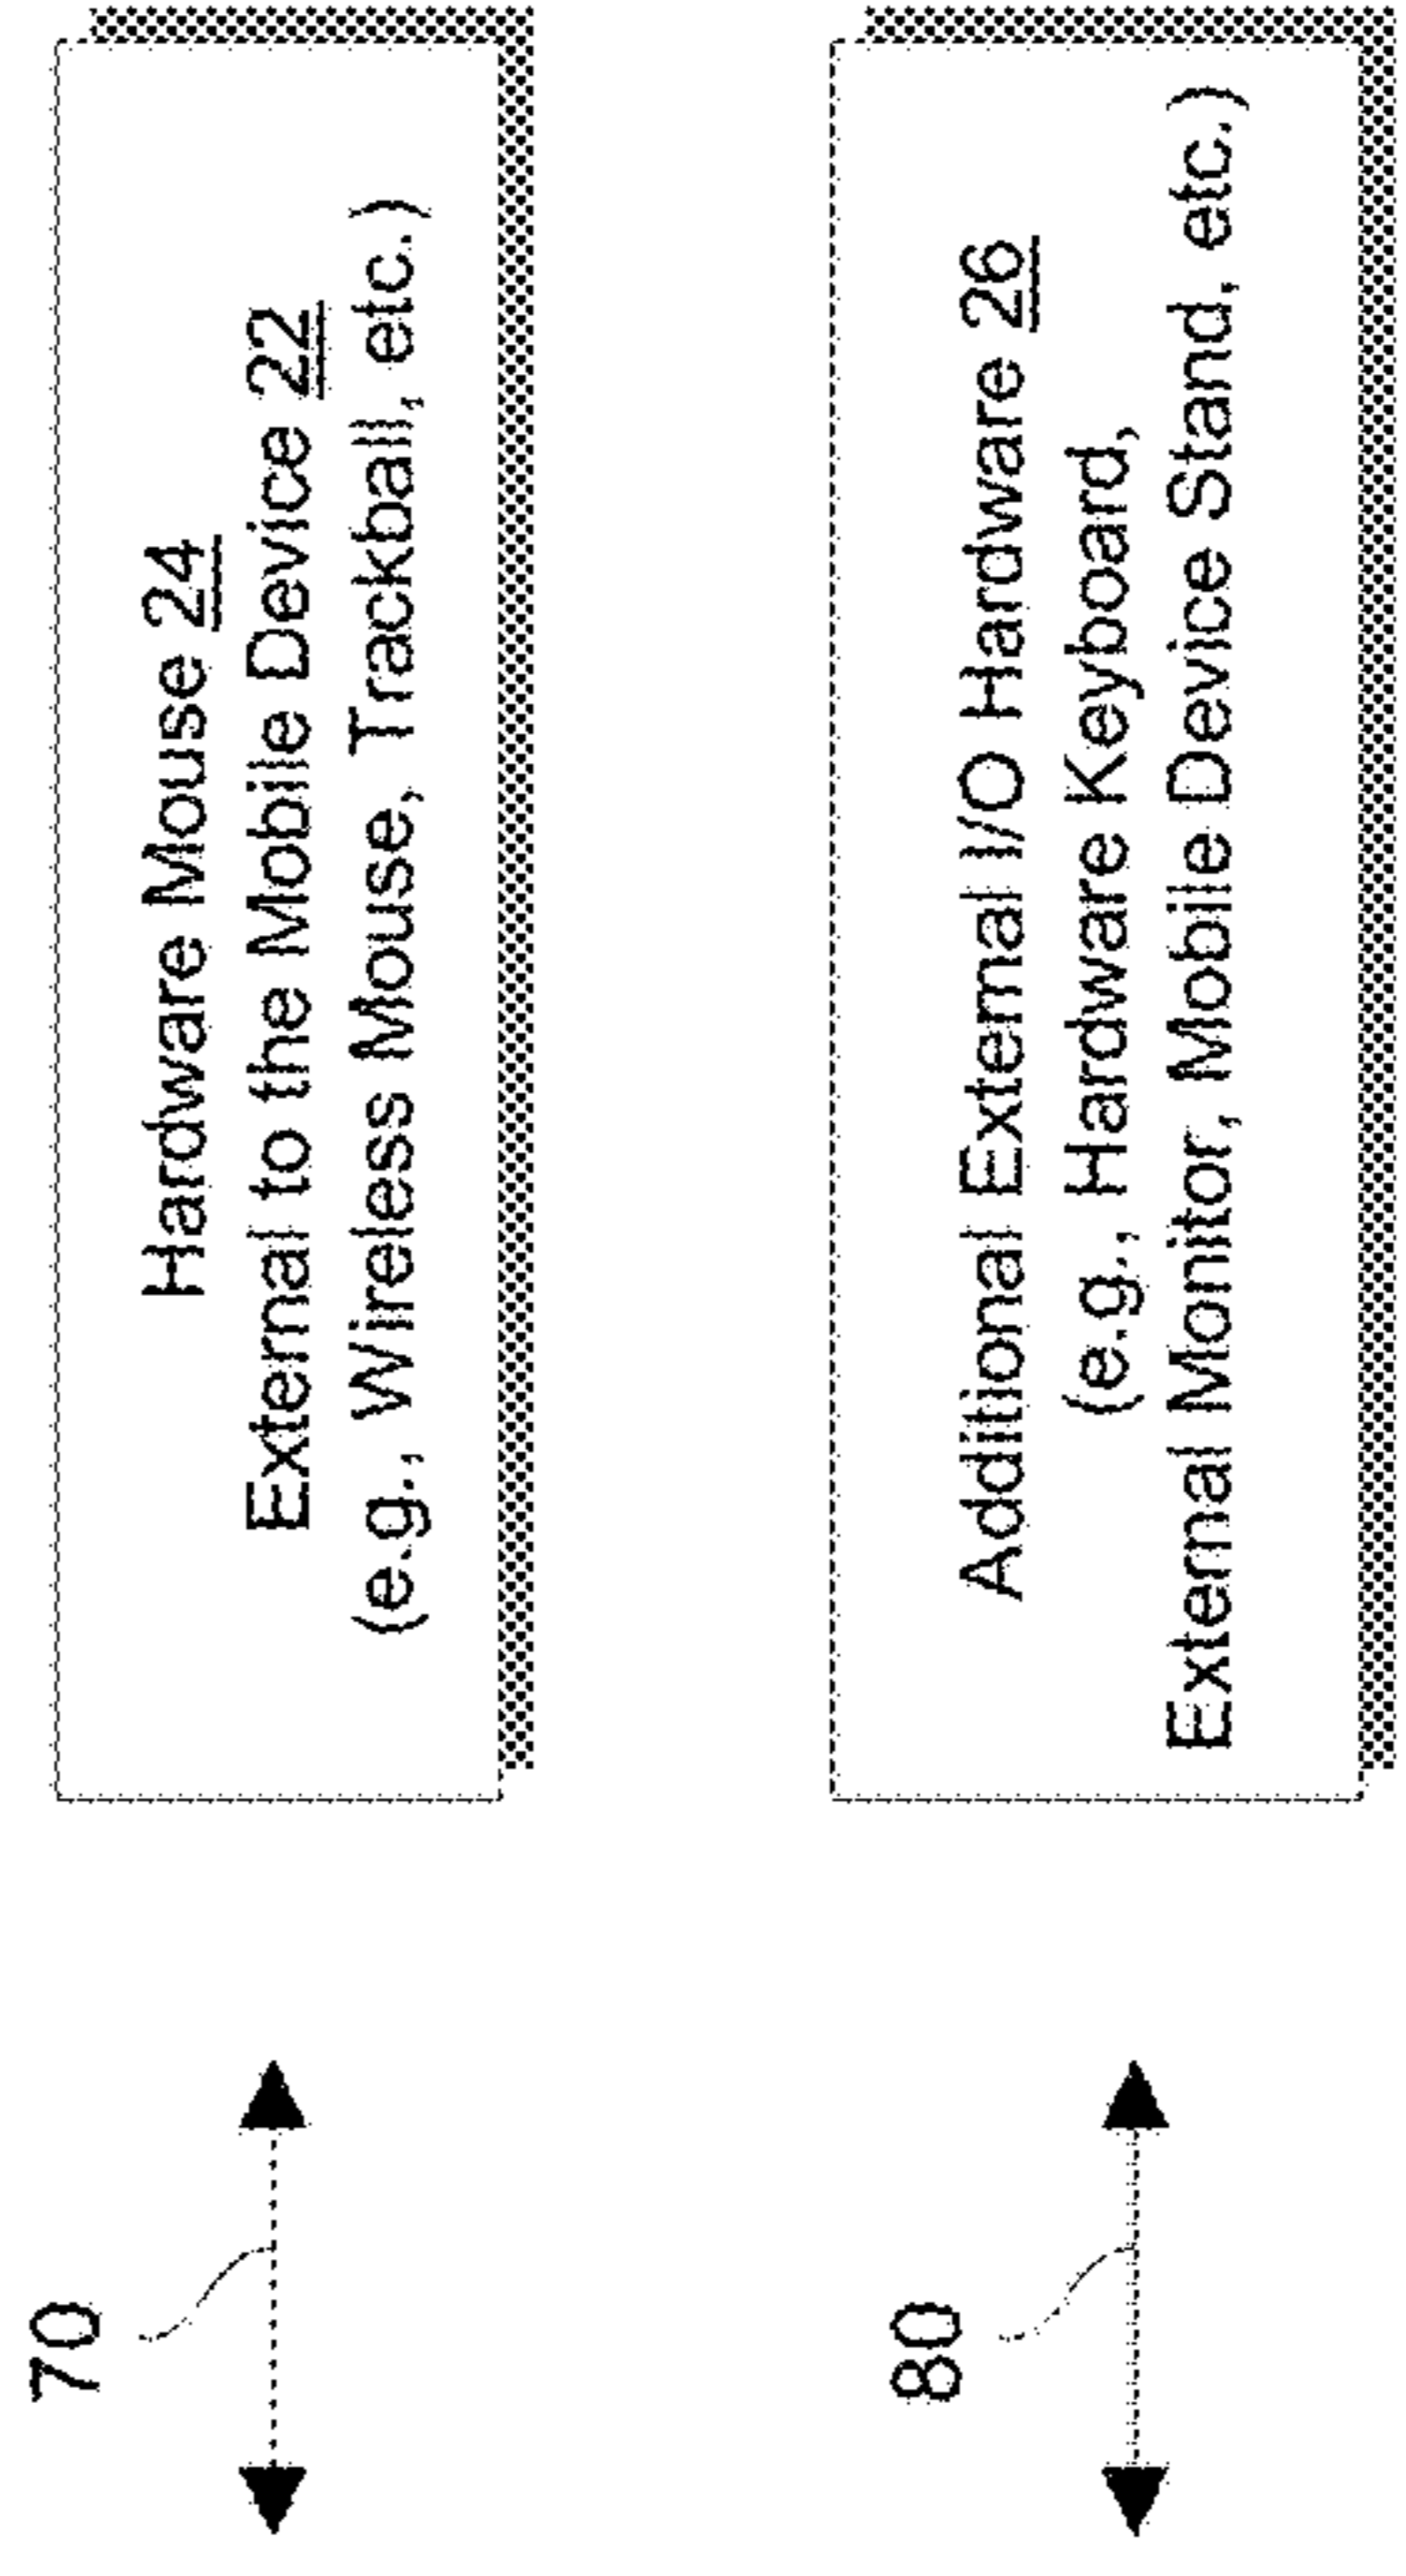 70
Hardware Mouse 24
External to the Mobile Device 22
(e.g., Wireless Mouse, Trackball, etc.)
80
Additional External I/O Hardware 26
(e.g., Hardware Keyboard,
External Monitor, Mobile Device Stand, etc.)